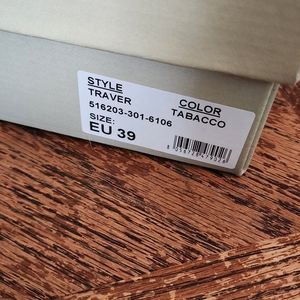 STYLE
TRAVER
516203-301-6106
SIZE:
EU 39
COLOR
TABACCO